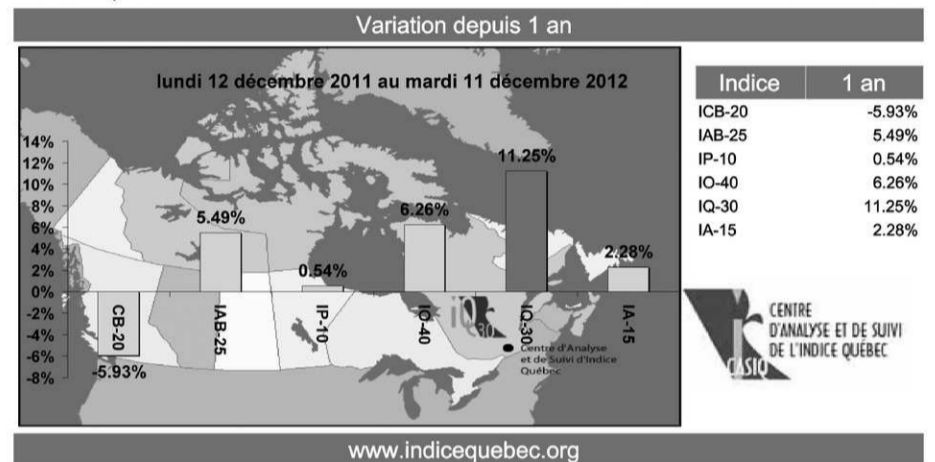 Variation depuis 1 an
lundi 12 décembre 2011 au mardi 11 décembre 2012
14%
12%
10%
8%
6%
4%
2%
0%
-2%
-4%
-6%
-8%
CB-20
-5.93%
IAB-25
5.49%
IP-10
0.54%
IO-40
6.26%
IQ-30
11.25%
IA-15
2.28%
iQ30
Centre d'Analyse
et de Suivi d'Indice
Québec
Indice 1 an
ICB-20 -5.93%
IAB-25 5.49%
IP-10 0.54%
IO-40 6.26%
IQ-30 11.25%
IA-15 2.28%
CASIQ
CENTRE
D'ANALYSE ET DE SUIVI
DE L'INDICE QUÉBEC
www.indicequebec.org